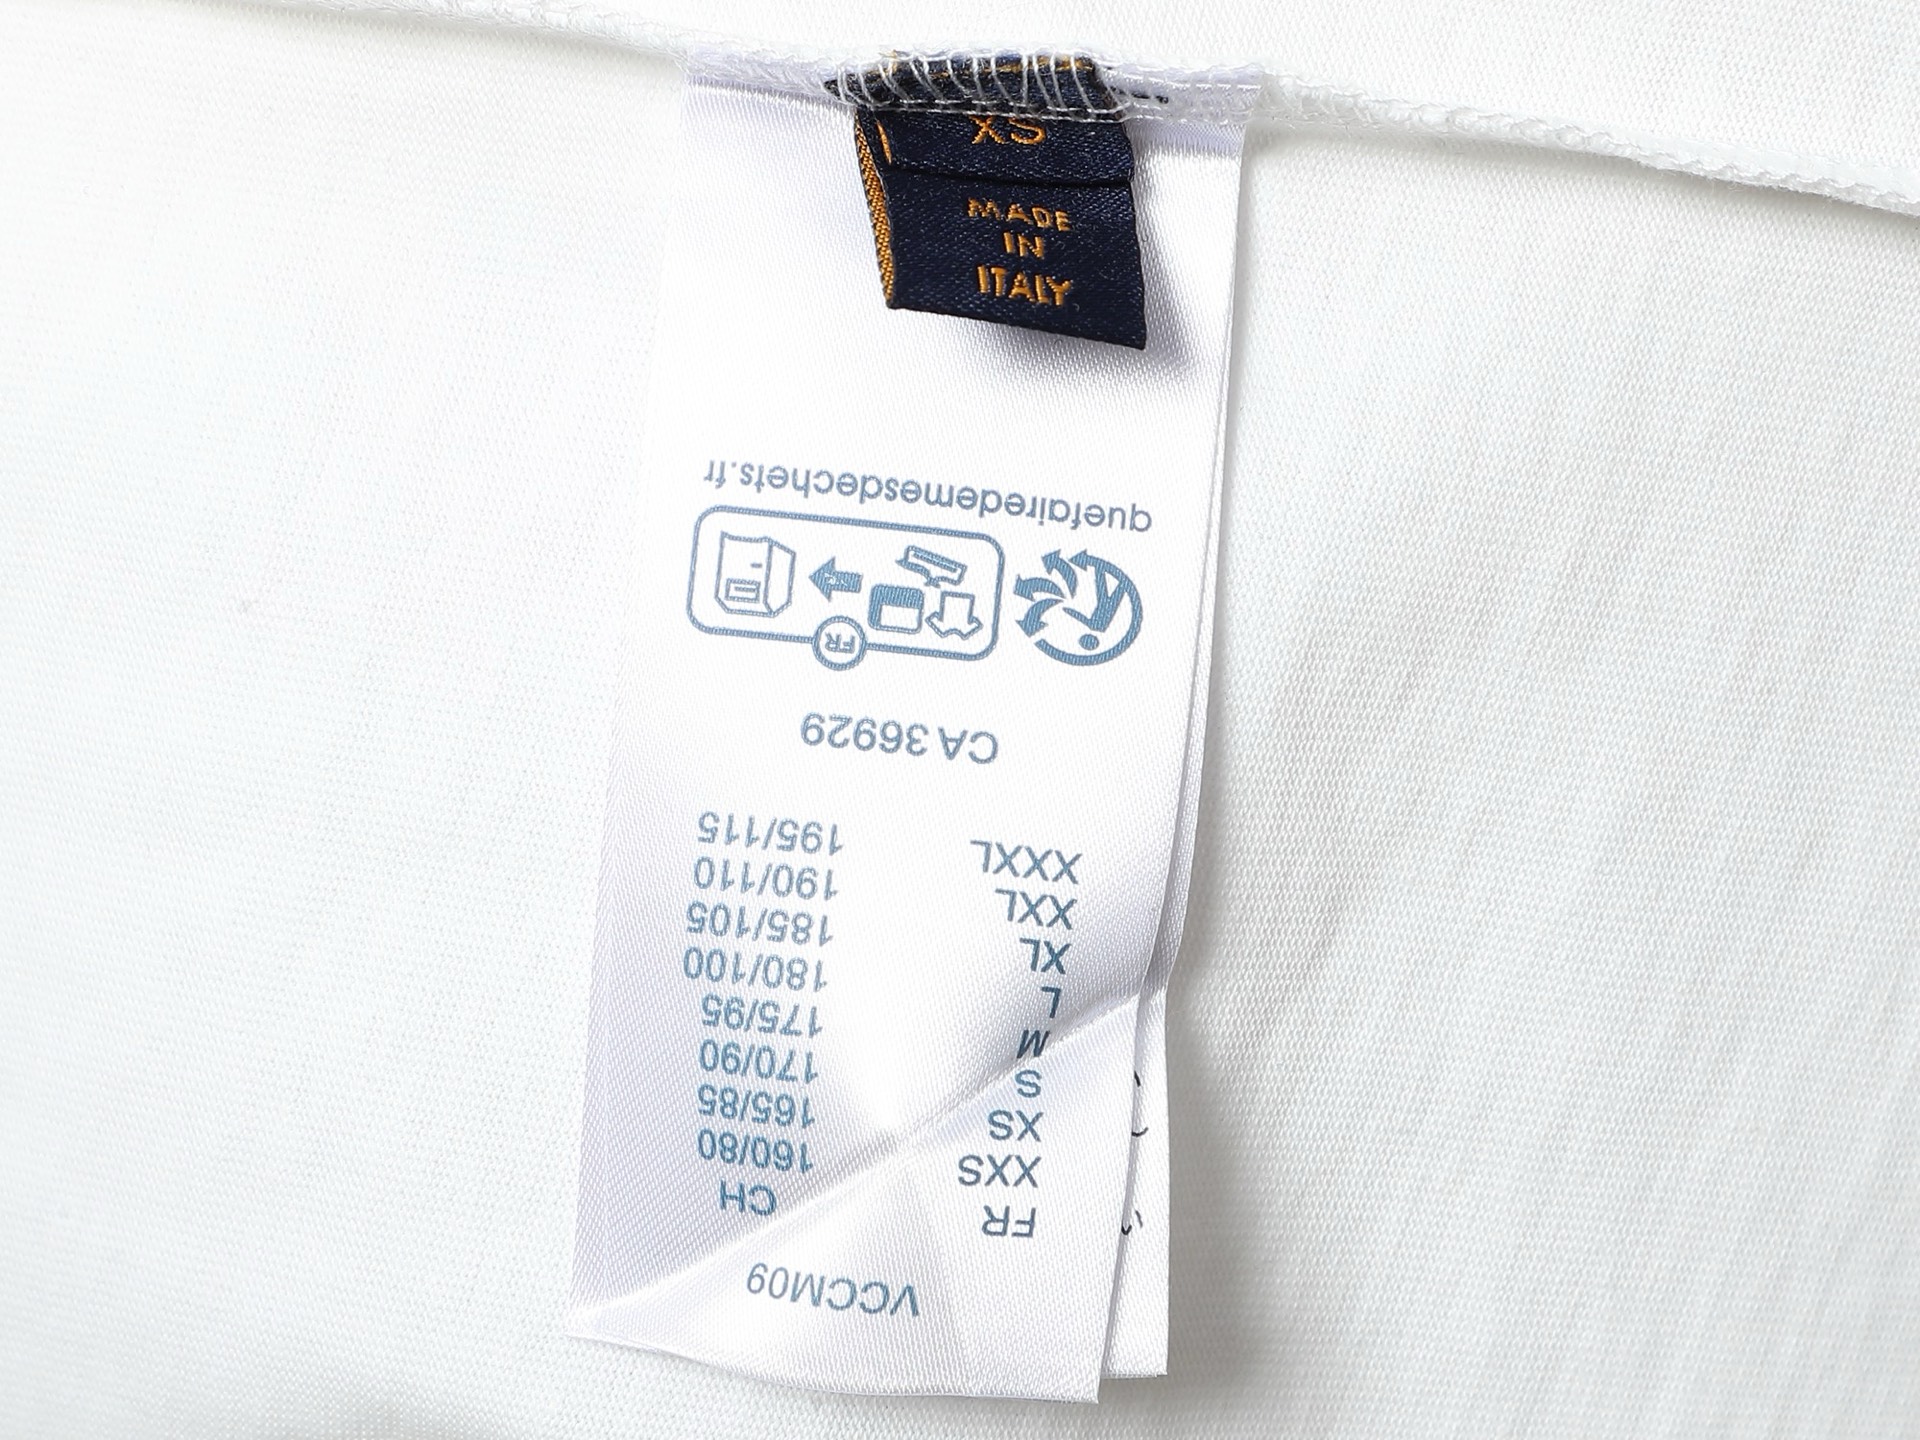 XS
MADE
IN
ITALY
VCCM09
FR CH
XXS 160/80
XS 165/85
S 170/90
M 175/95
L 180/100
XL 185/105
XXL 190/110
XXXL 195/115
CA 36929
FR
quefairedemesdechets.fr